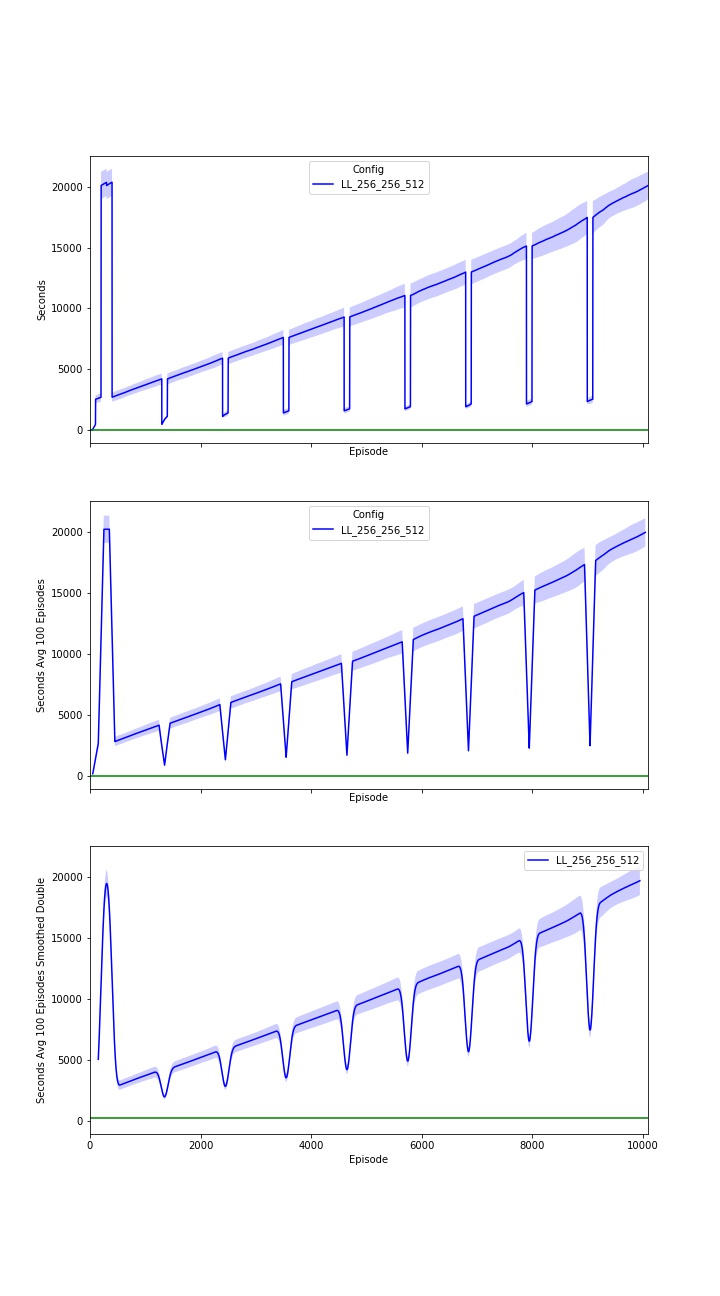 Config
LL_256_256_512
20000
15000
10000
5000
0
Seconds
Episode
Config
LL_256_256_512
20000
15000
10000
5000
0
Seconds Avg 100 Episodes
Episode
LL_256_256_512
20000
15000
10000
5000
0
Seconds Avg 100 Episodes Smoothed Double
0 2000 4000 6000 8000 10000
Episode